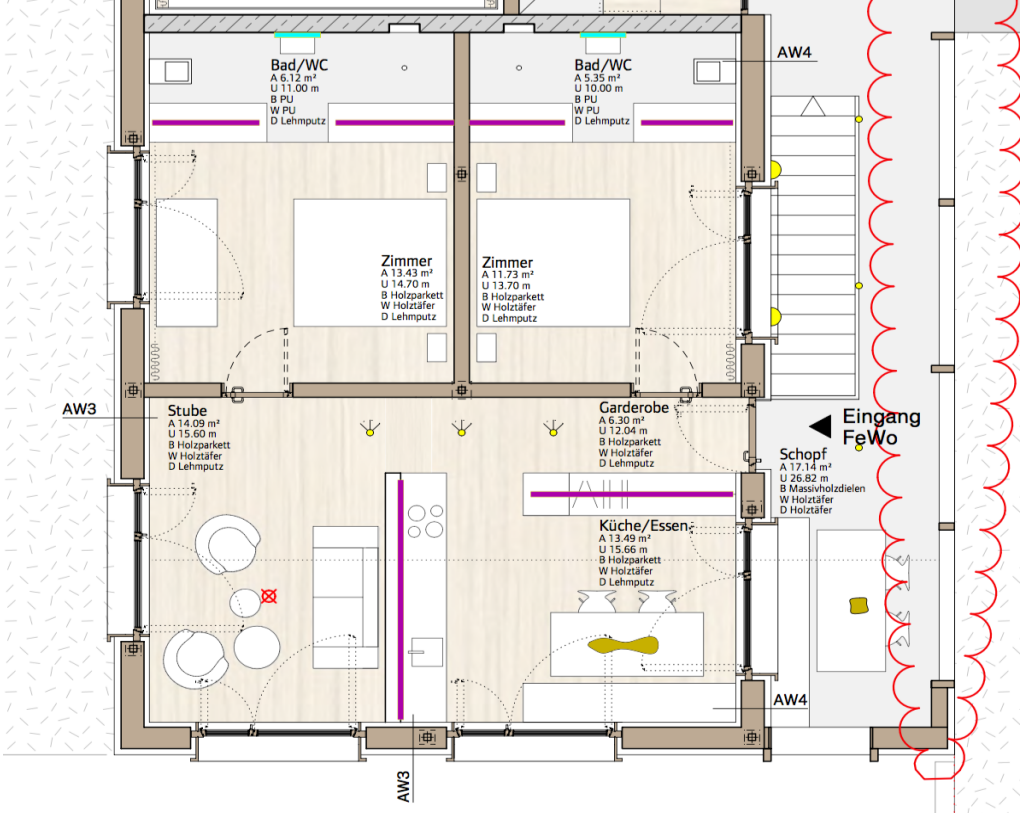 Bad/WC
A 6.12 m²
U 11.00 m
B PU
W PU
D Lehmputz
Bad/WC
A 5.35 m²
U 10.00 m
B PU
W PU
D Lehmputz
AW4
Zimmer
A 13.43 m²
U 14.70 m
B Holzparkett
W Holztäfer
D Lehmputz
Zimmer
A 11.73 m²
U 13.70 m
B Holzparkett
W Holztäfer
D Lehmputz
AW3
Stube
A 14.09 m²
U 15.60 m
B Holzparkett
W Holztäfer
D Lehmputz
Garderobe
A 6.30 m²
U 12.04 m
B Holzparkett
W Holztäfer
D Lehmputz
Eingang
FeWo
Schopf
A 17.14 m²
U 26.82 m
B Massivholzdielen
W Holztäfer
D Holztäfer
Küche/Essen
A 13.49 m²
U 15.66 m
B Holzparkett
W Holztäfer
D Lehmputz
AW4
AW3